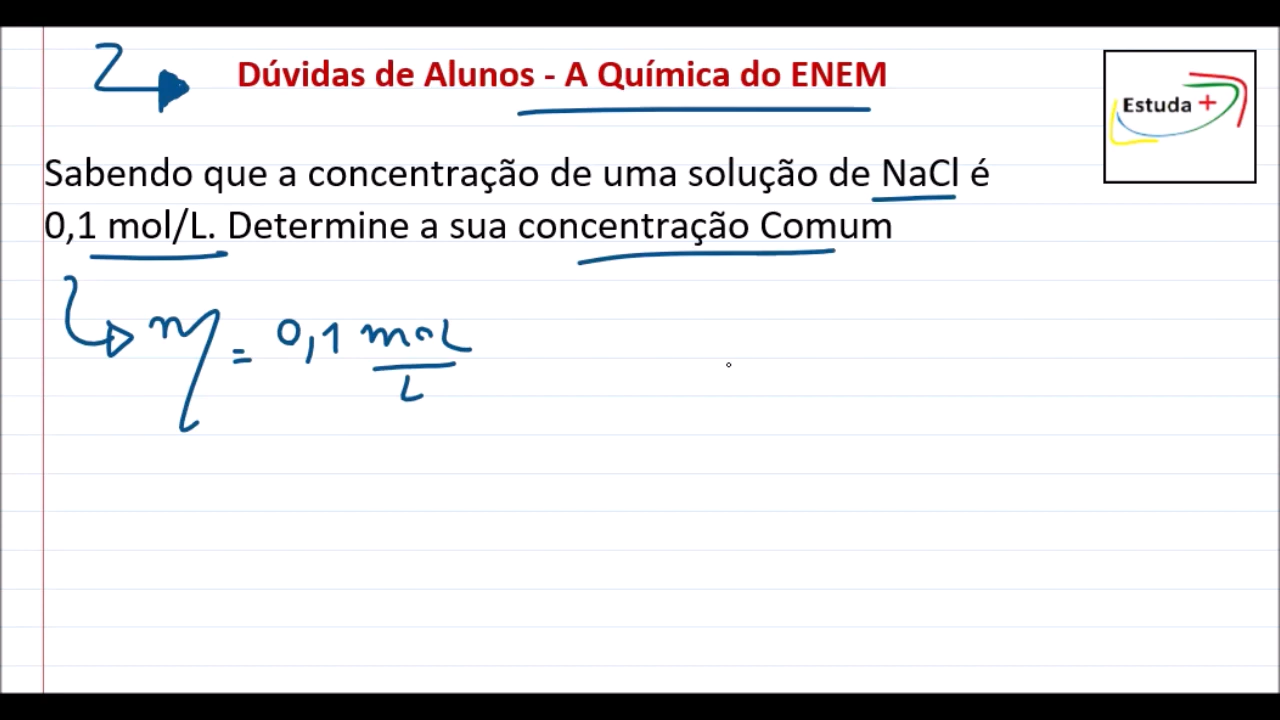 Dúvidas de Alunos - A Química do ENEM
Estuda +
Sabendo que a concentração de uma solução de NaCl é
0,1 mol/L. Determine a sua concentração Comum
= 0,1 mol
L